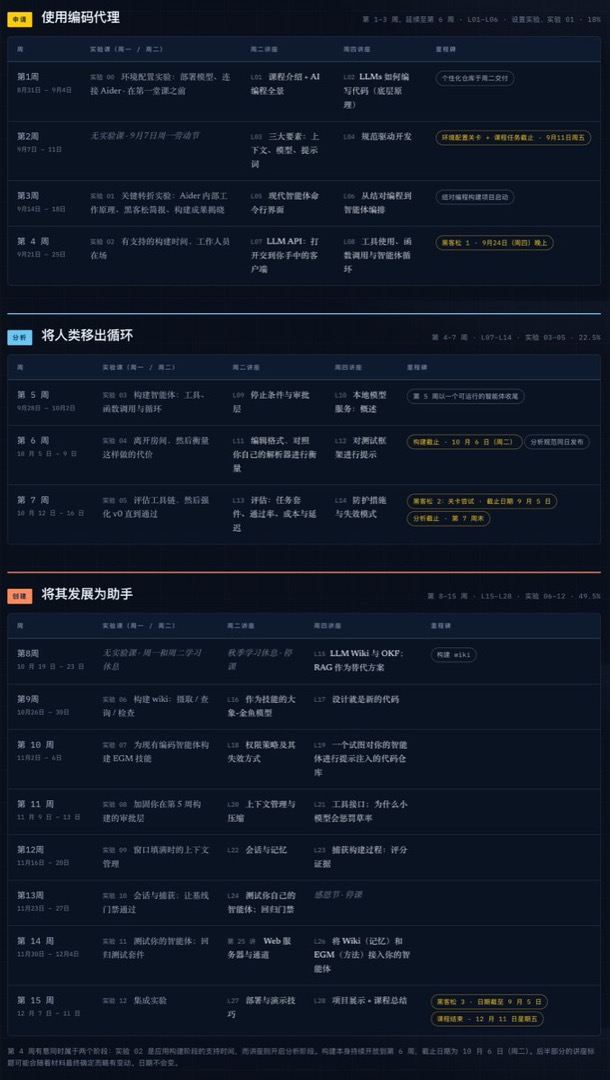 申请 使用编码代理
第 1-3 周，延续至第 6 周 · L01-L06 · 设置实验、实验 01 · 18%
周 实验课（周一 / 周二） 周二讲座 周四讲座 里程碑
第1周 实验 00 环境配置实验：部署模型、连 L01 课程介绍 + AI L02 LLMs 如何编 个性化仓库于周二交付
8月31日 – 9月4日 接 Aider · 在第一堂课之前 编程全景 写代码（底层原
理）
第2周 无实验课 · 9月7日周一劳动节 L03 三大要素：上 L04 规范驱动开发 环境配置关卡 + 课程任务截止 · 9月11日周五
9月7日 – 11日 下文、模型、提示
词
第3周 实验 01 关键转折实验：Aider 内部工 L05 现代智能体命 L06 从结对编程到 结对编程构建项目启动
9月14日 – 18日 作原理、黑客松简报、构建成果揭晓 令行界面 智能体编排
第 4 周 实验 02 有支持的构建时间、工作人员 L07 LLM API：打 L08 工具使用、函 黑客松 1 · 9月24日（周四）晚上
9月21日 – 25日 在场 开交到你手中的客 数调用与智能体循
户端 环
分析 将人类移出循环
第 4-7 周 · L07-L14 · 实验 03-05 · 22.5%
周 实验课（周一 / 周二） 周二讲座 周四讲座 里程碑
第 5 周 实验 03 构建智能体：工具、 L09 停止条件与审批 L10 本地模型 第 5 周以一个可运行的智能体收尾
9月28日 – 10月2日 函数调用与循环 层 服务：概述
第 6 周 实验 04 离开房间，然后衡量 L11 编辑格式，对照 L12 对测试框 构建截止 · 10 月 6 日（周二） 分析规范同日发布
10 月 5 日 – 9 日 这样做的代价 你自己的解析器进行衡 架进行提示
量
第 7 周 实验 05 评估工具链，然后强 L13 评估：任务套 L14 防护措施 黑客松 2：关卡尝试 · 截止日期 9 月 5 日
10 月 12 日 – 16 日 化 v0 直到通过 件、通过率、成本与延 与失效模式 分析截止 · 第 7 周末
迟
创建 将其发展为助手
第 8-15 周 · L15-L28 · 实验 06-12 · 49.5%
周 实验课（周一 / 周二） 周二讲座 周四讲座 里程碑
第8周 无实验课 · 周一和周二学习 秋季学习休息 · 停 L15 LLM Wiki 与 OKF； 构建 wiki
10 月 19 日 – 23 日 休息 课 RAG 作为替代方案
第9周 实验 06 构建 wiki：摄取 / 查 L16 作为技能的大 L17 设计就是新的代码
10月26日 – 30日 询 / 检查 象-金鱼模型
第 10 周 实验 07 为现有编码智能体构 L18 权限策略及其 L19 一个试图对你的智能
11月2日 – 6日 建 EGM 技能 失效方式 体进行提示注入的代码仓
库
第 11 周 实验 08 加固你在第 5 周构 L20 上下文管理与 L21 工具接口：为什么小
11 月 9 日 – 13 日 建的审批层 压缩 模型会惩罚草率
第12周 实验 09 窗口填满时的上下文 L22 会话与记忆 L23 捕获构建过程：评分
11月16日 – 20日 管理 证据
第13周 实验 10 会话与捕获；让基线 L24 测试你自己的 感恩节 · 停课
11月23日 – 27日 门禁通过 智能体：回归门禁
第 14 周 实验 11 测试你的智能体：回 第 25 讲 Web 服 L26 将 Wiki（记忆）和
11月30日 – 12月4日 归测试套件 务器与通道 EGM（方法）接入你的智
能体
第 15 周 实验 12 集成实验 L27 部署与演示技 L28 项目展示 + 课程总结 黑客松 3 · 日期截至 9 月 5 日
12 月 7 日 – 11 日 巧 课程结束 · 12 月 11 日星期五
第 4 周有意同时属于两个阶段：实验 02 是应用构建阶段的支持时间，而讲座则开启分析阶段。构建本身持续开放到第 6 周，截止日期为 10 月 6 日（周二）。后半部分的讲座标
题可能会随着材料最终确定而略有变动。日期不会变。